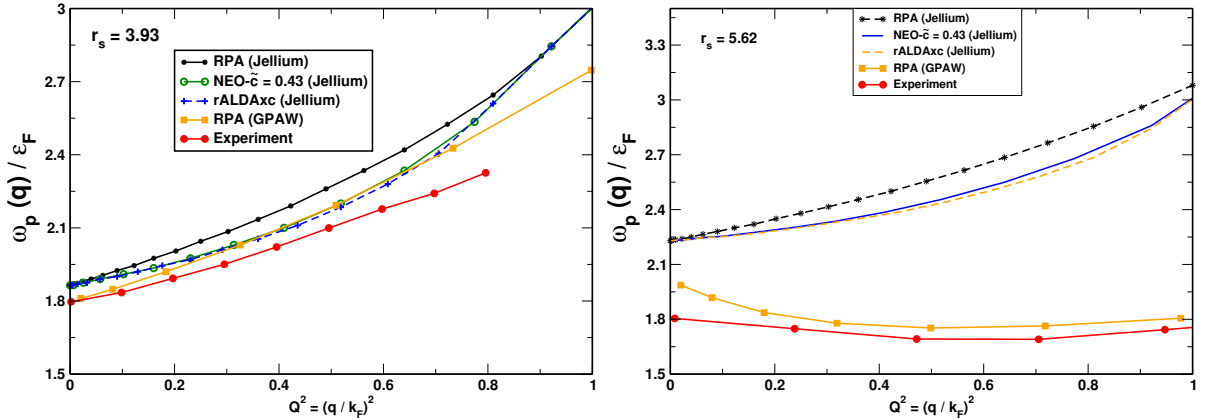 r_s = 3.93
RPA (Jellium)
NEO-c̃ = 0.43 (Jellium)
rALDAxc (Jellium)
RPA (GPAW)
Experiment
3
2.7
2.4
2.1
1.8
1.5
ω_p (q) / ε_F
0 0.2 0.4 0.6 0.8 1
Q^2 = (q / k_F)^2
r_s = 5.62
RPA (Jellium)
NEO-c̃ = 0.43 (Jellium)
rALDAxc (Jellium)
RPA (GPAW)
Experiment
3.3
3
2.7
2.4
2.1
1.8
1.5
ω_p (q) / ε_F
0 0.2 0.4 0.6 0.8 1
Q^2 = (q / k_F)^2